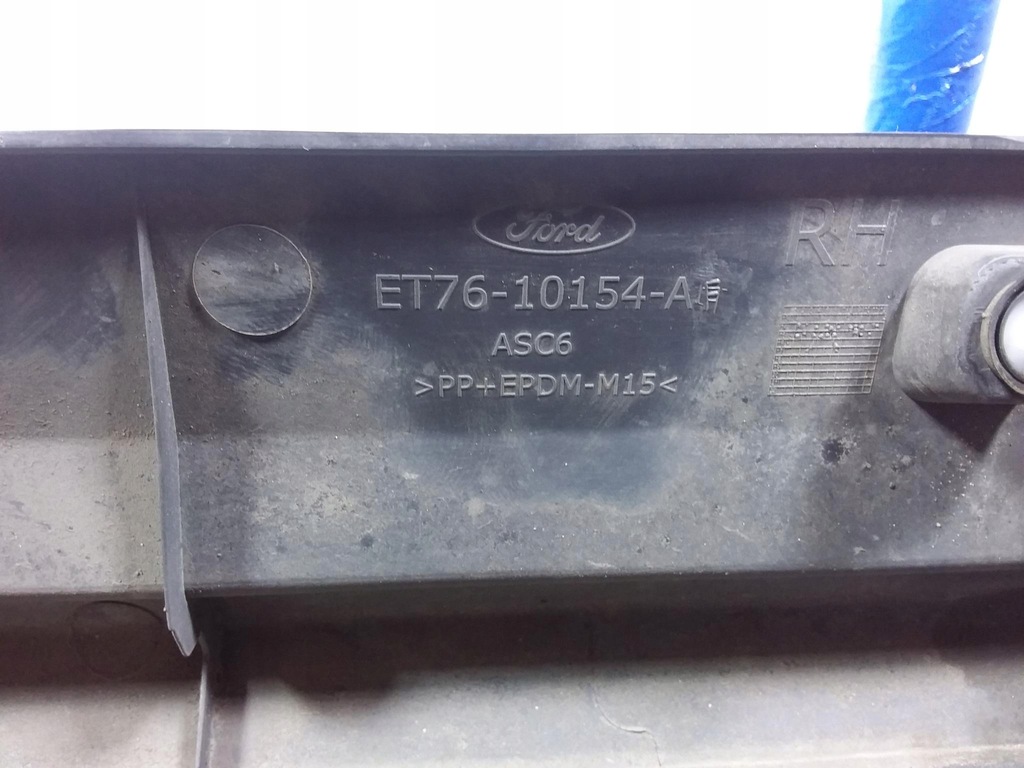 Ford
RH
ET76-10154-A
ASC6
>PP+EPDM-M15<